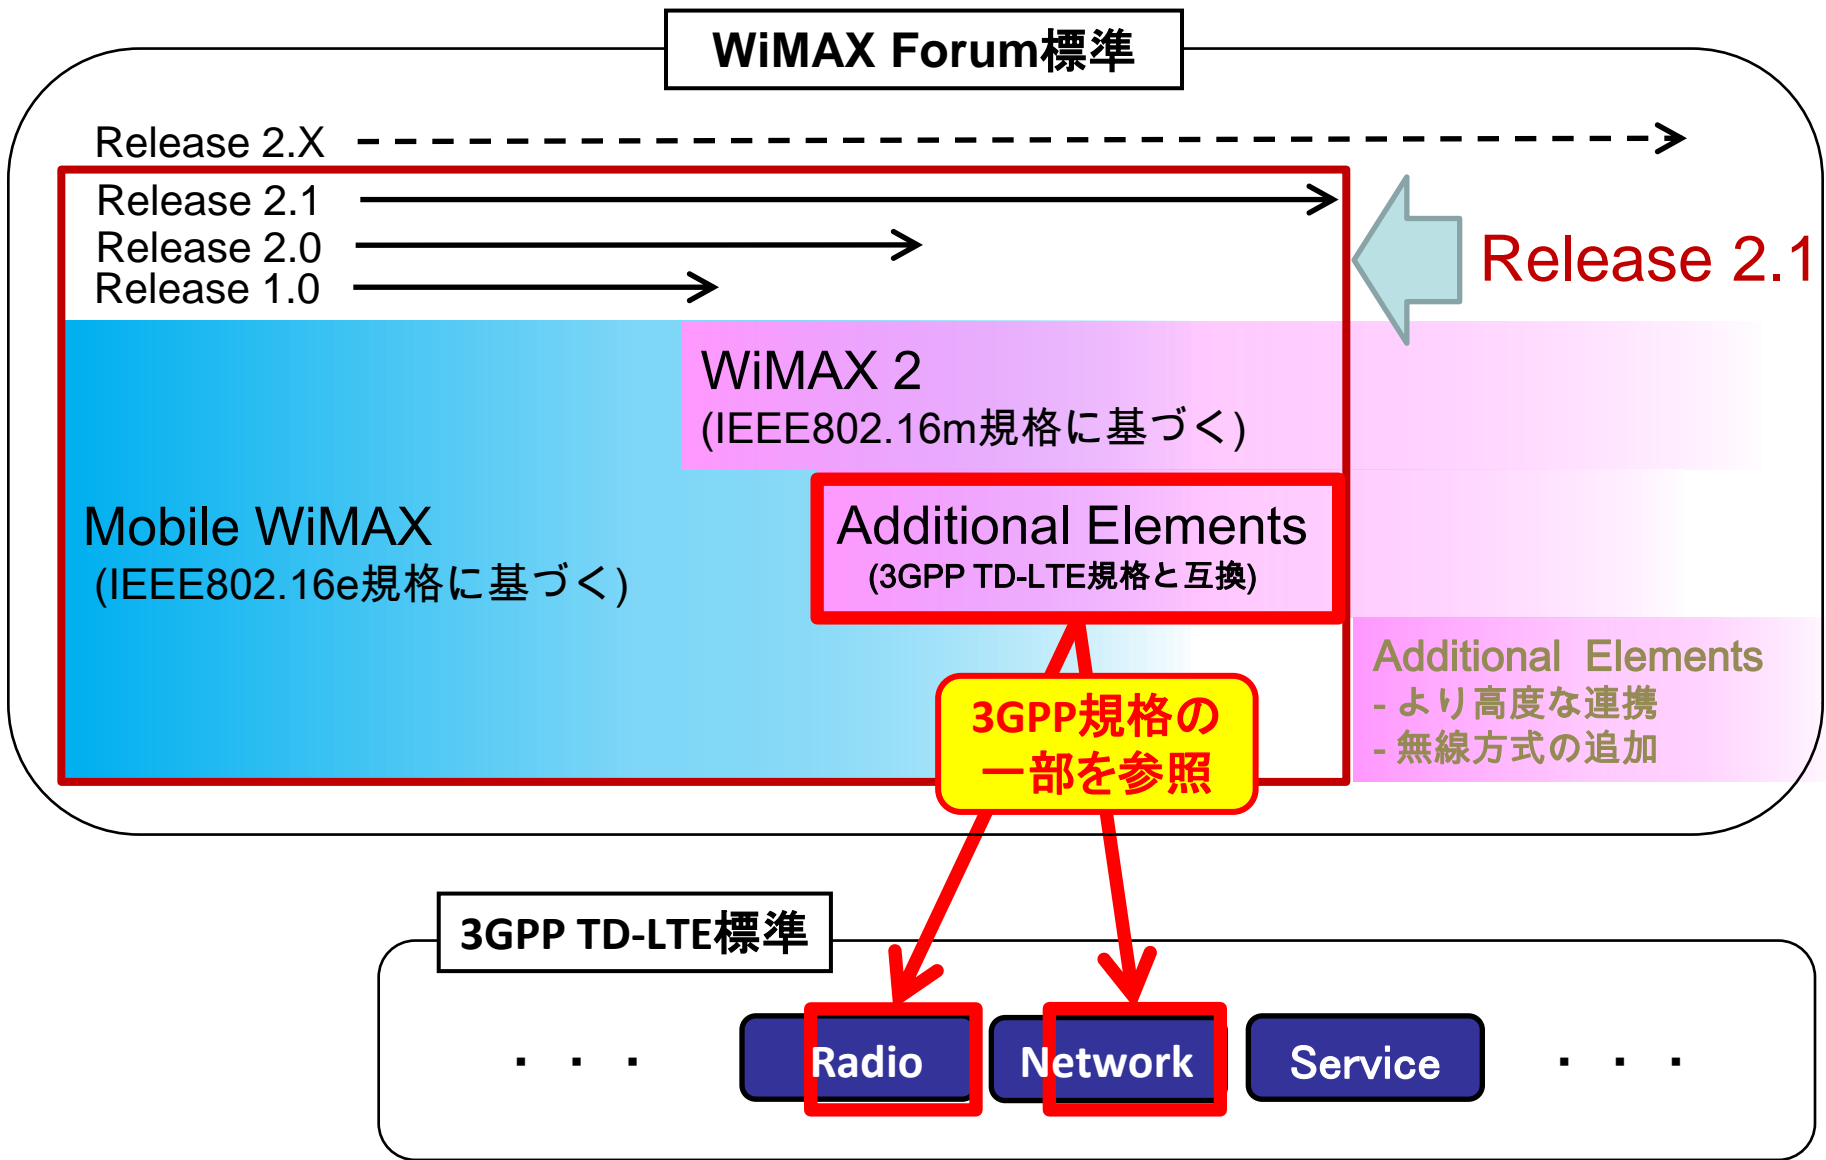 WiMAX Forum標準
Release 2.X
Release 2.1
Release 2.0
Release 1.0
Release 2.1
WiMAX 2
(IEEE802.16m規格に基づく)
Mobile WiMAX
(IEEE802.16e規格に基づく)
Additional Elements
(3GPP TD-LTE規格と互換)
Additional Elements
- より高度な連携
- 無線方式の追加
3GPP規格の
一部を参照
3GPP TD-LTE標準
・・・
Radio
Network
Service
・・・